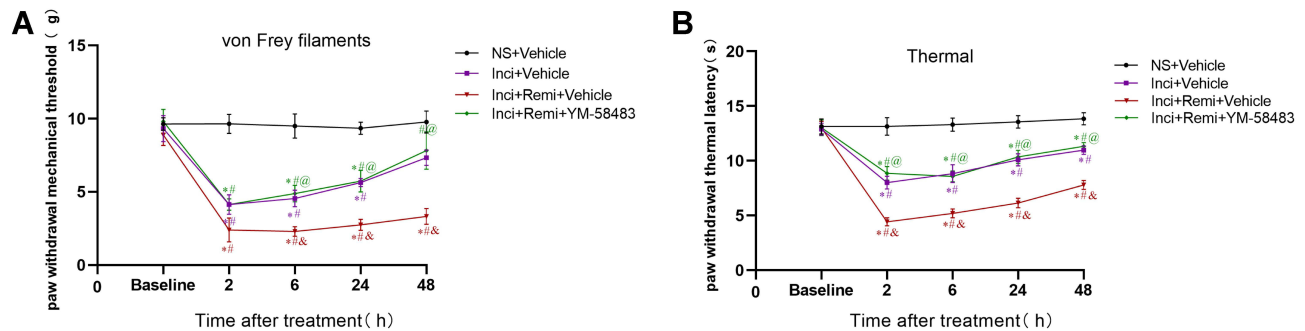 A
von Frey filaments
paw withdrawal mechanical threshold( g)
15
10
5
0
0 Baseline 2 6 24 48
Time after treatment( h)
NS+Vehicle
Inci+Vehicle
Inci+Remi+Vehicle
Inci+Remi+YM-58483
#@
*#
*#@
*#@
*#
*#
*#
*#
*#&
*#&
*#&
B
Thermal
paw withdrawal thermal latency( s)
20
15
10
5
0
0 Baseline 2 6 24 48
Time after treatment( h)
NS+Vehicle
Inci+Vehicle
Inci+Remi+Vehicle
Inci+Remi+YM-58483
*#@
*#@
*#@
*#@
*#
*#
*#
*#
*#&
*#&
*#&
*#&